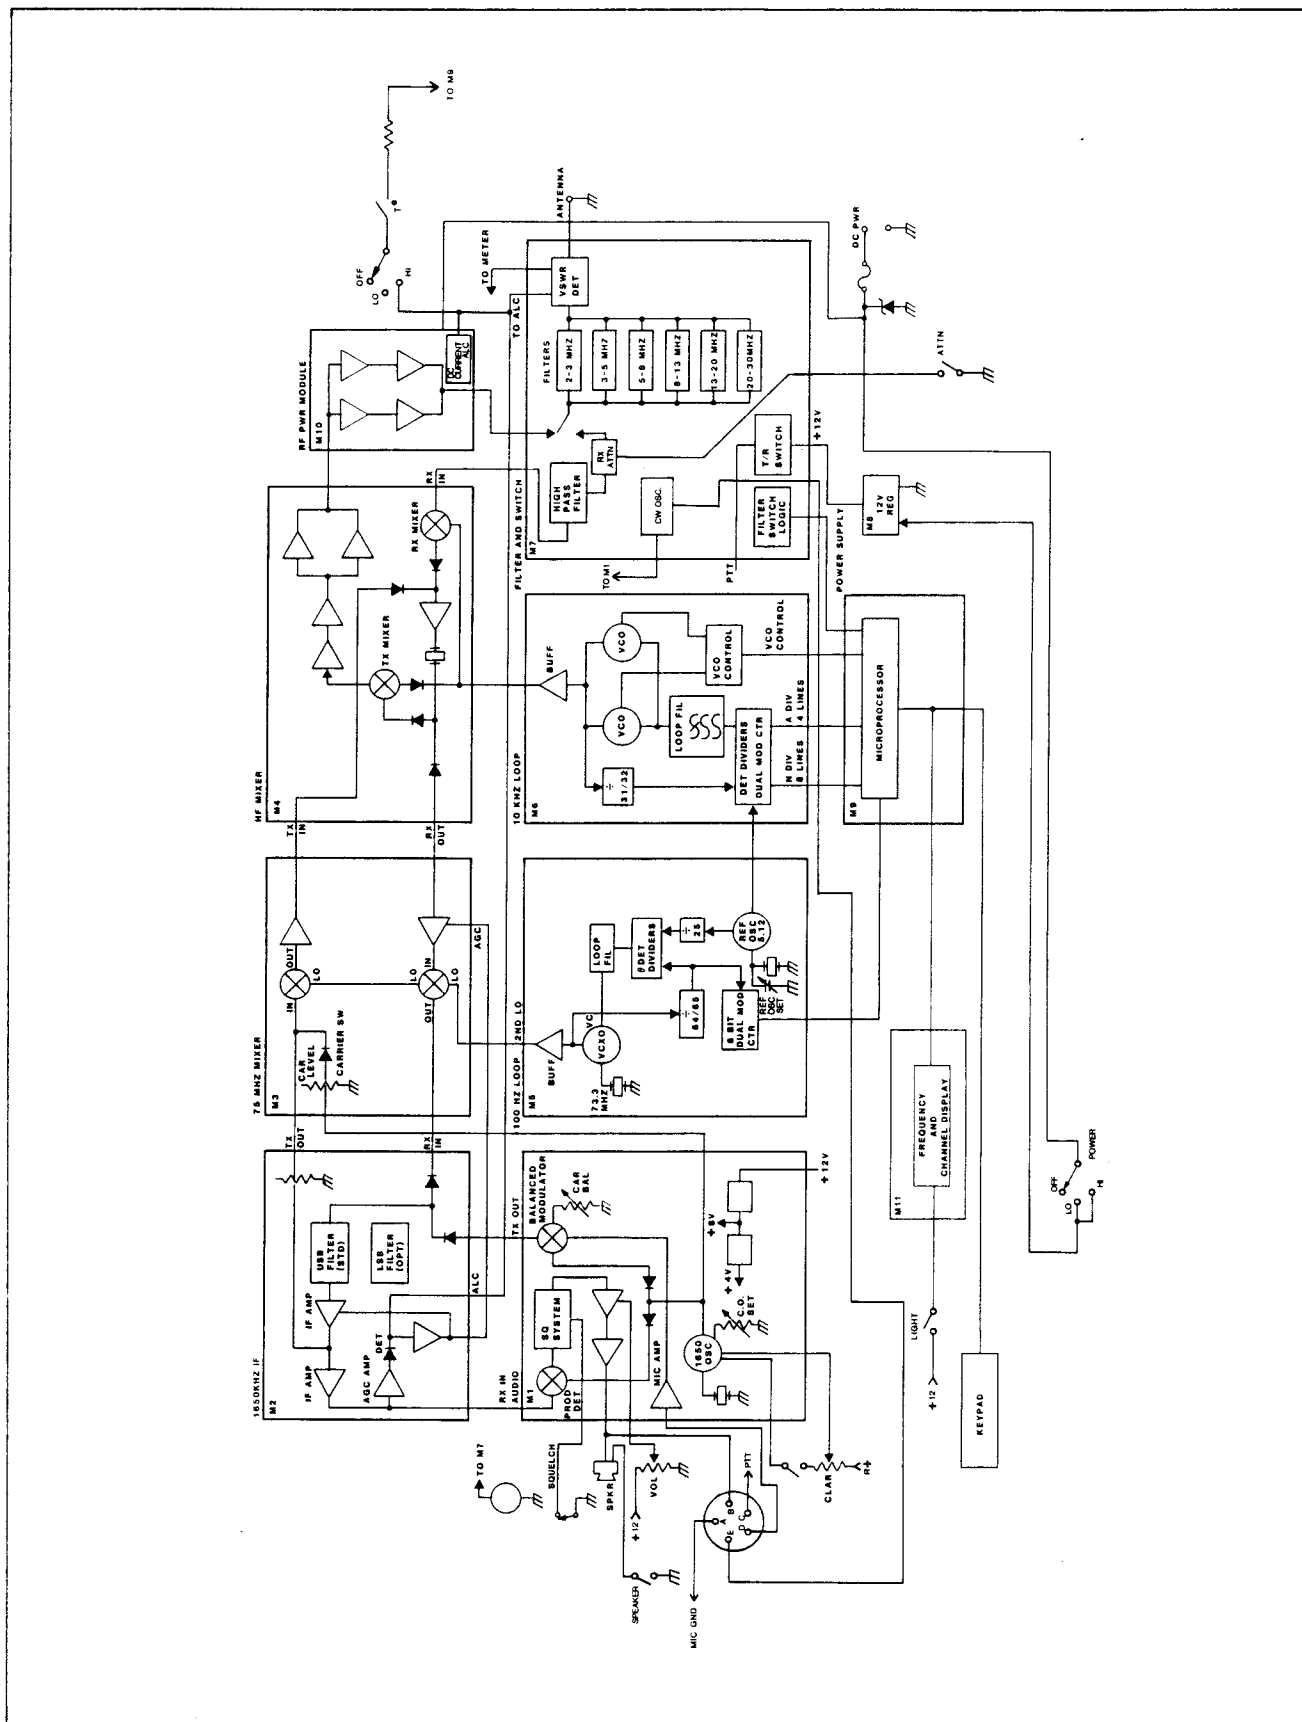 TO M9
T°
OFF
LO
HI
RF PWR MODULE
M10
DC
CURRENT
ALC
TO ALC
TO METER
ANTENNA
VSWR
DET
FILTERS
2-3 MHZ
3-5 MHZ
5-8 MHZ
8-13 MHZ
13-20 MHZ
20-30MHZ
RX
ATTN
HIGH
PASS
FILTER
CW OSC.
T/R
SWITCH
FILTER
SWITCH
LOGIC
FILTER AND SWITCH
M7
TO M1
PTT
+12V
DC PWR
ATTN
POWER SUPPLY
M8 12V
REG
HF MIXER
M4
TX MIXER
RX MIXER
RX
IN
TX
IN
RX
OUT
10 KHZ LOOP
M6
BUFF
VCO
VCO
VCO
CONTROL
VCO
CONTROL
LOOP FIL
÷
31/32
DET DIVIDERS
DUAL MOD CTR
N DIV
8 LINES
A DIV
4 LINES
M9
MICROPROCESSOR
75 MHZ MIXER
M3
IN
OUT
LO
LO
IN
OUT
LO
AGC
CAR
LEVEL
CARRIER SW
100 HZ LOOP
2ND LO
M5
BUFF
VC
VCXO
173.3
MHZ
LOOP
FIL
θ DET
DIVIDERS
÷
25
REF
OSC
5.12
÷
64/65
8 BIT
DUAL MOD
CTR
REF
OSC
SET
1650KHZ IF
M2
TX
OUT
RX
IN
USB
FILTER
(STD)
LSB
FILTER
(OPT)
IF AMP
IF AMP
AGC AMP
DET
ALC
RX IN
AUDIO
TX OUT
BALANCED
MODULATOR
M1
PROD
DET
SQ
SYSTEM
CAR
BAL
MIC AMP
1650
OSC
C.O.
SET
+4V
+8V
+12V
M11
FREQUENCY
AND
CHANNEL DISPLAY
LIGHT
+12
KEYPAD
POWER
OFF
LO
HI
TO M7
SQUELCH
SPKR
+12
VOL
SPEAKER
MIC GND
A
B
C
D
E
PTT
CLAR
R+